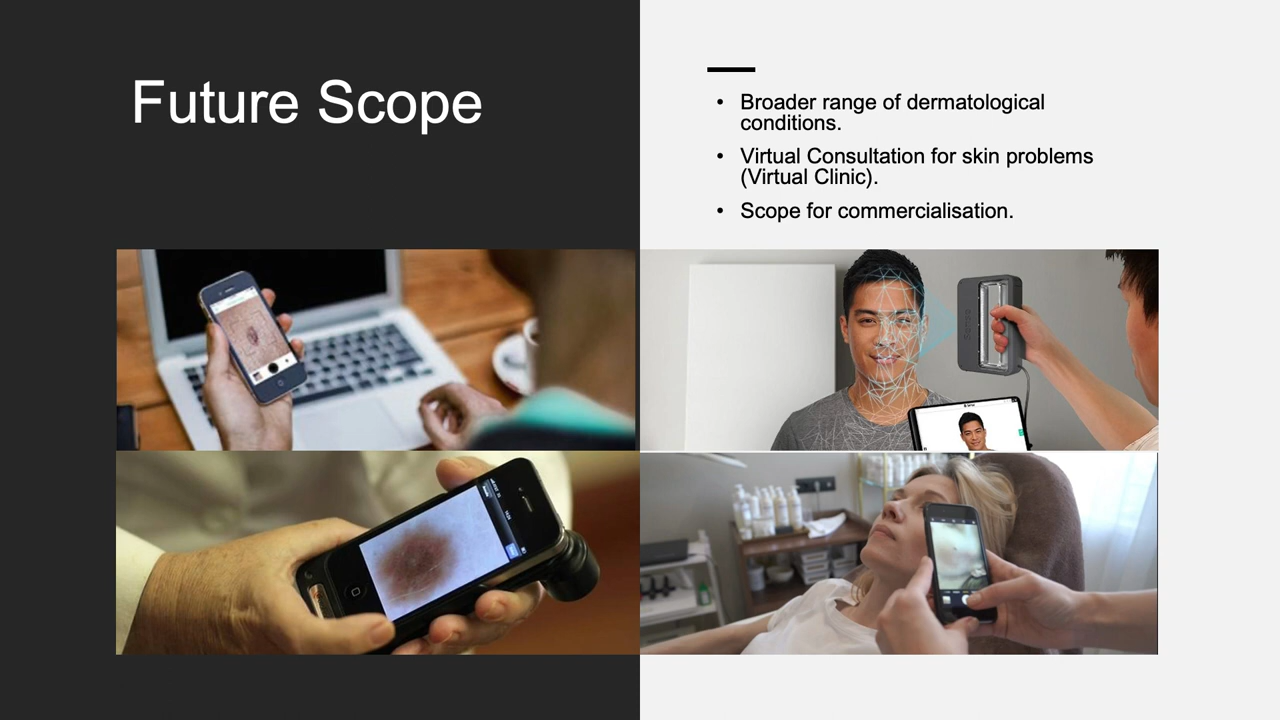 Future Scope
• Broader range of dermatological
conditions.
• Virtual Consultation for skin problems
(Virtual Clinic).
• Scope for commercialisation.